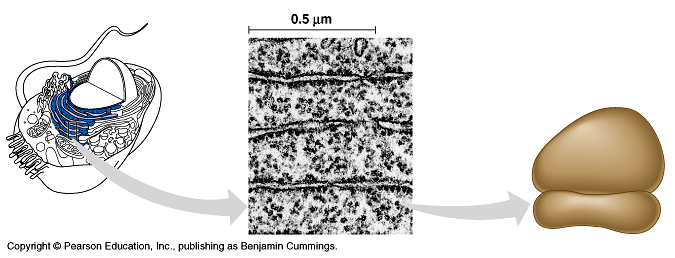 0.5 μm
Copyright © Pearson Education, Inc., publishing as Benjamin Cummings.